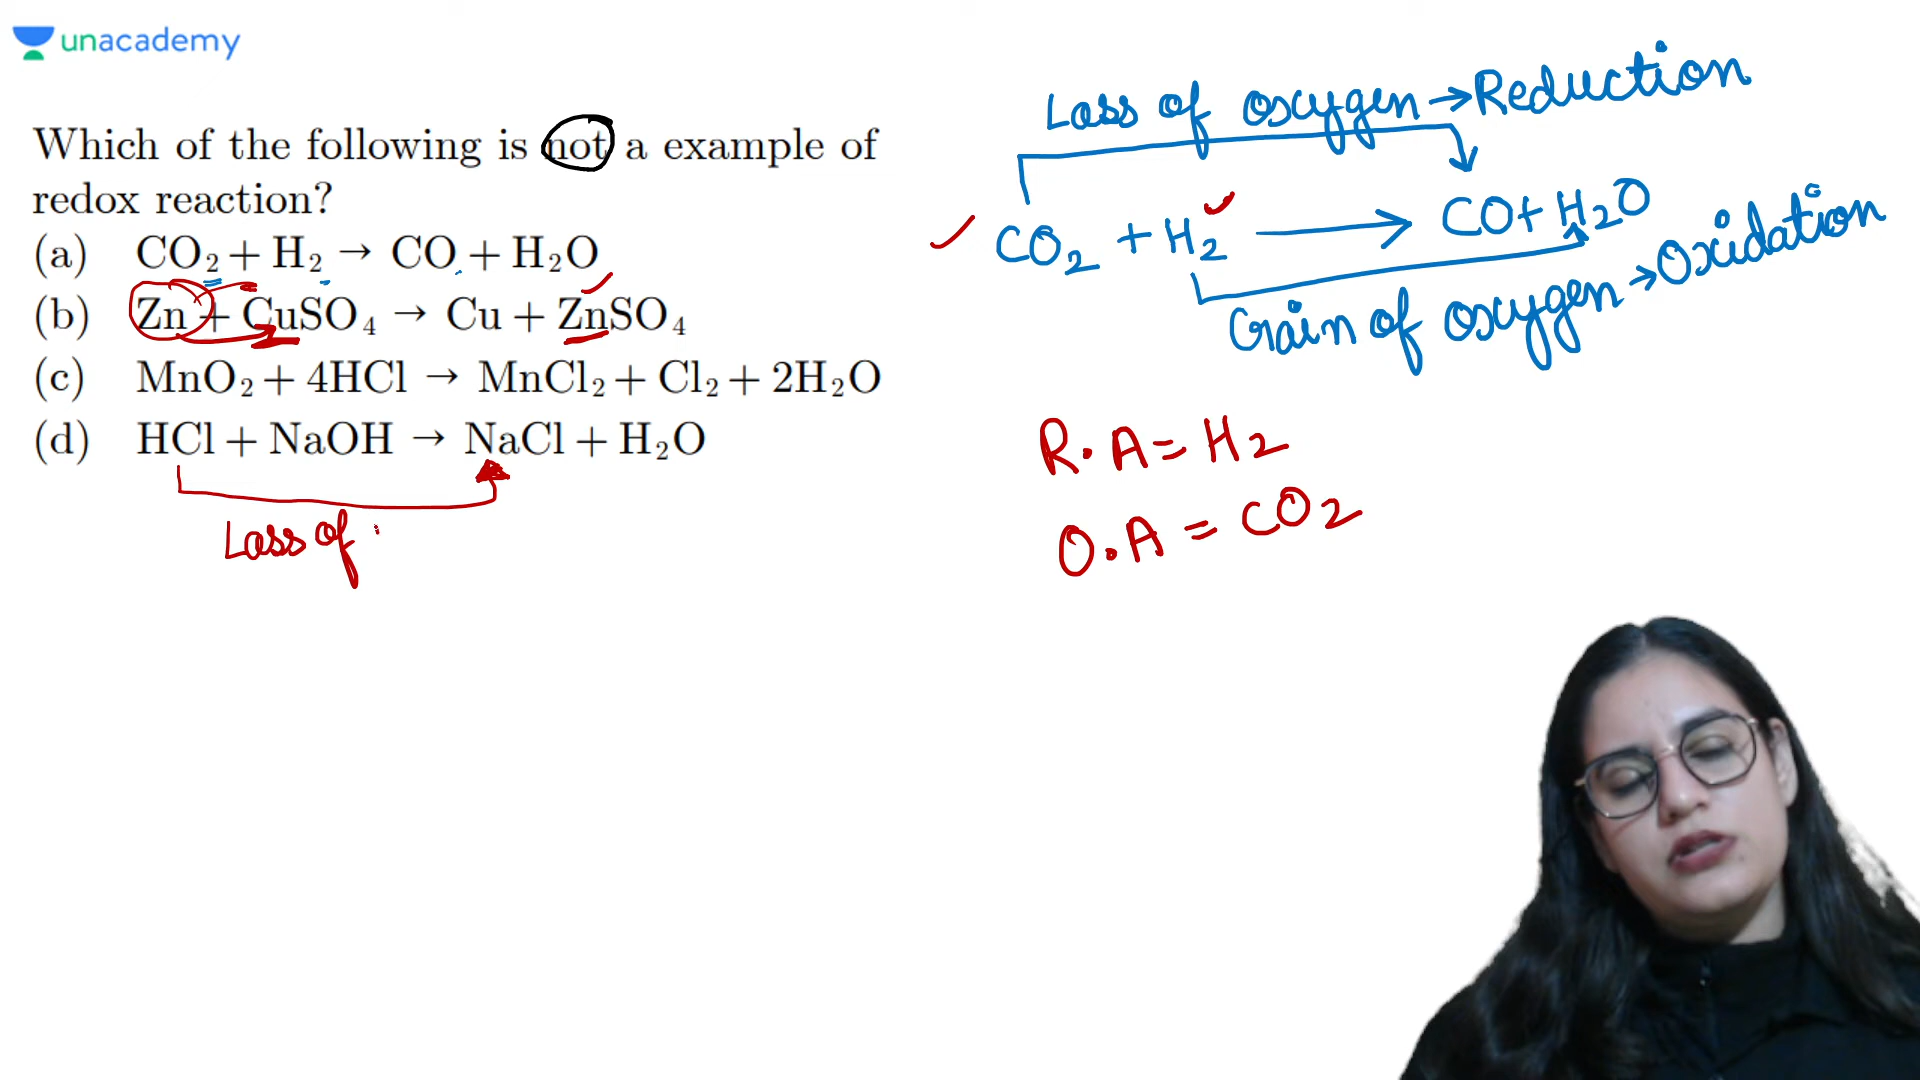 unacademy
Which of the following is not a example of
redox reaction?
(a) CO₂ + H₂ → CO + H₂O
(b) Zn + CuSO₄ → Cu + ZnSO₄
(c) MnO₂ + 4HCl → MnCl₂ + Cl₂ + 2H₂O
(d) HCl + NaOH → NaCl + H₂O
Loss of
Loss of oxygen → Reduction
CO₂ + H₂ → CO + H₂O
Gain of oxygen → Oxidation
R.A = H₂
O.A = CO₂